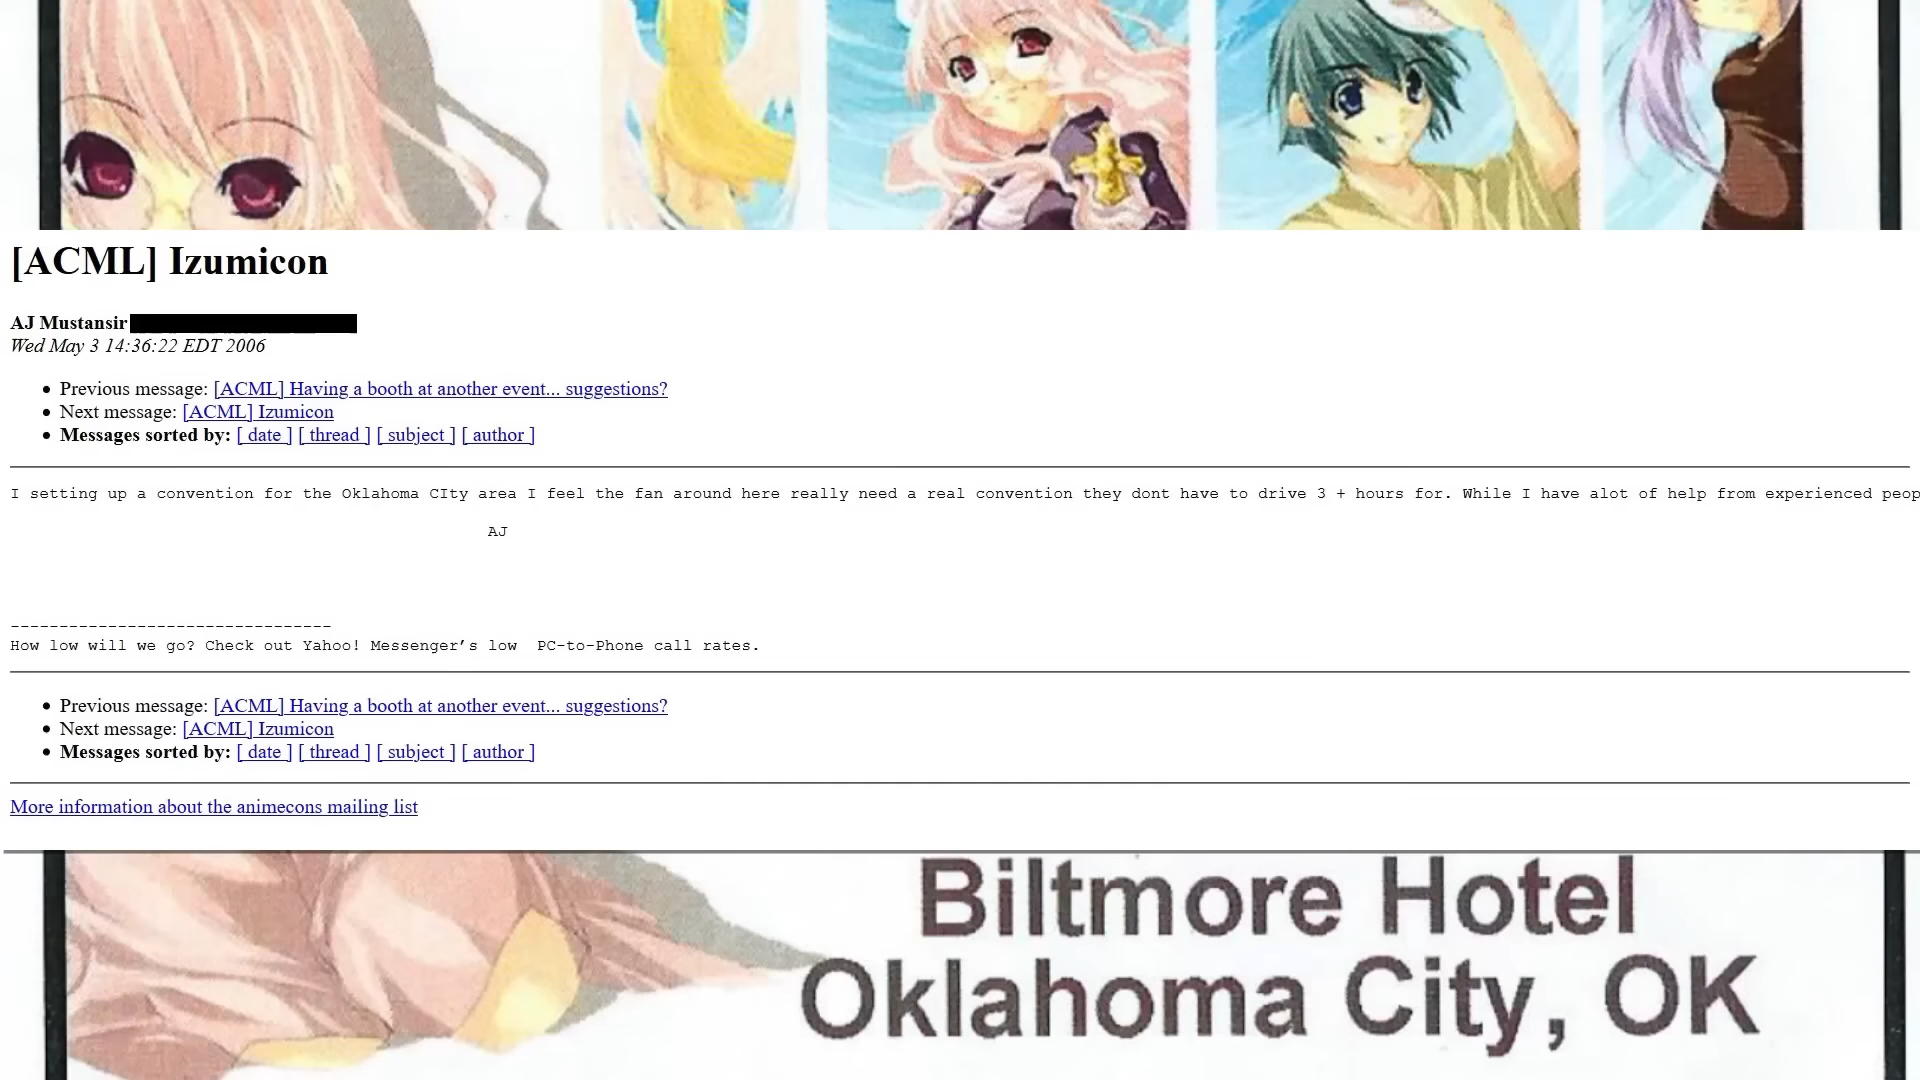 [ACML] Izumicon
AJ Mustansir
Wed May 3 14:36:22 EDT 2006
Previous message: [ACML] Having a booth at another event... suggestions?
Next message: [ACML] Izumicon
Messages sorted by: [ date ] [ thread ] [ subject ] [ author ]
I setting up a convention for the Oklahoma CIty area I feel the fan around here really need a real convention they dont have to drive 3 + hours for. While I have alot of help from experienced peop
AJ
--------------------------------
How low will we go? Check out Yahoo! Messenger’s low  PC-to-Phone call rates.
Previous message: [ACML] Having a booth at another event... suggestions?
Next message: [ACML] Izumicon
Messages sorted by: [ date ] [ thread ] [ subject ] [ author ]
More information about the animecons mailing list
Biltmore Hotel
Oklahoma City, OK